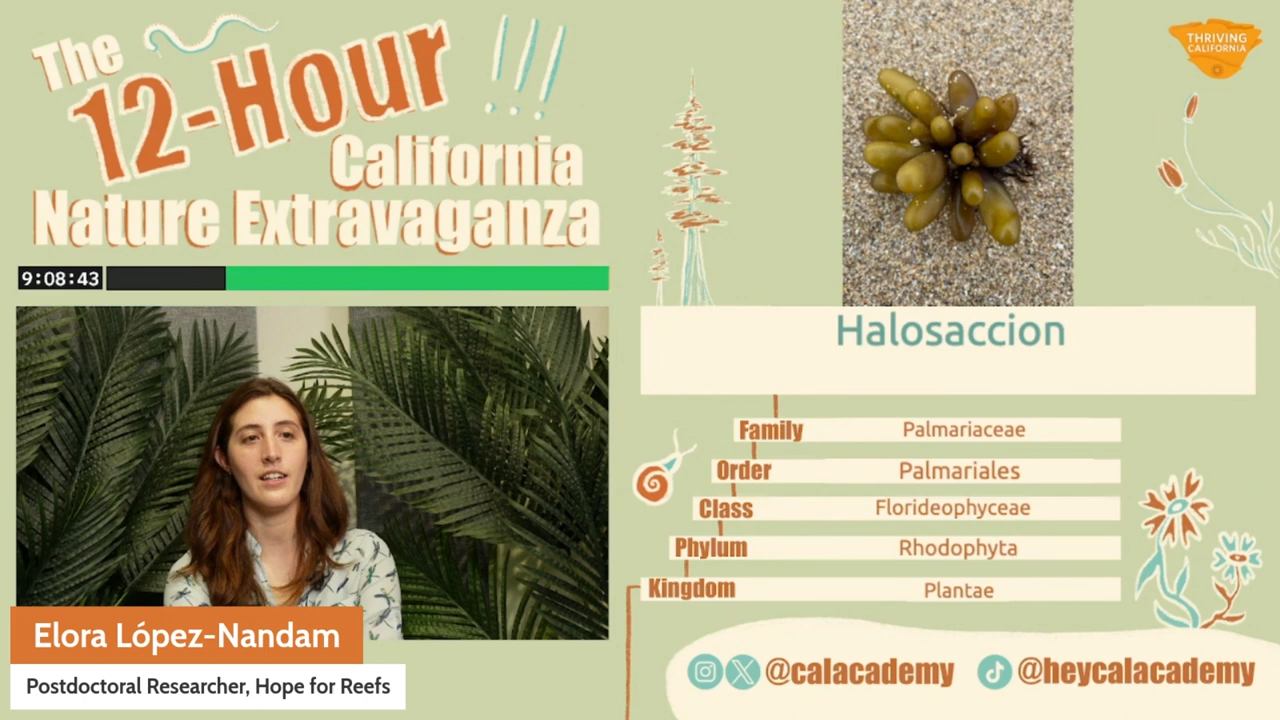 The
12-Hour
!!!
California
Nature Extravaganza
9:08:43
Elora López-Nandam
Postdoctoral Researcher, Hope for Reefs
THRIVING
CALIFORNIA
Halosaccion
Family Palmariaceae
Order Palmariales
Class Florideophyceae
Phylum Rhodophyta
Kingdom Plantae
@calacademy @heycalacademy